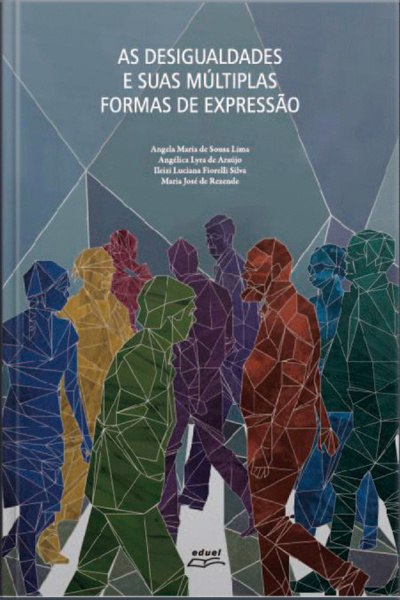 AS DESIGUALDADES
E SUAS MÚLTIPLAS
FORMAS DE EXPRESSÃO
Angela Maria de Sousa Lima
Angélica Lyra de Araújo
Ileizi Luciana Fiorelli Silva
Maria José de Rezende
eduel